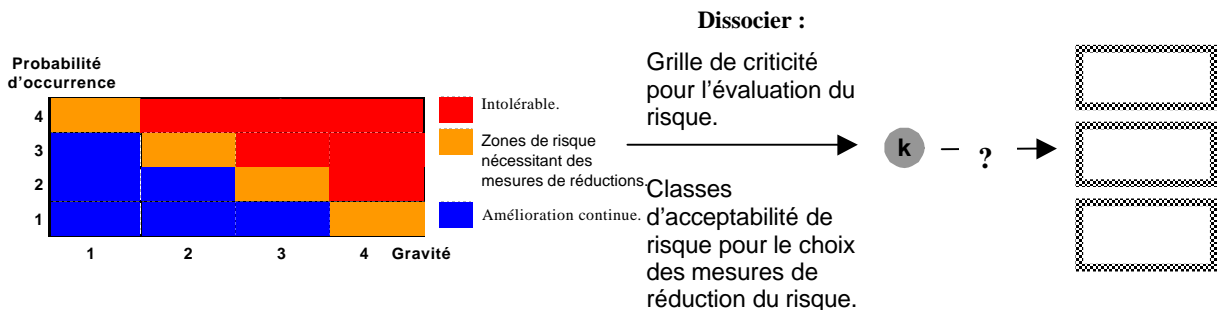 Dissocier :
Probabilité
d'occurrence
4
3
2
1
1 2 3 4 Gravité
Intolérable.
Zones de risque
nécessitant des
mesures de réductions.
Amélioration continue.
Grille de criticité
pour l'évaluation du
risque.
Classes
d'acceptabilité de
risque pour le choix
des mesures de
réduction du risque.
k
?